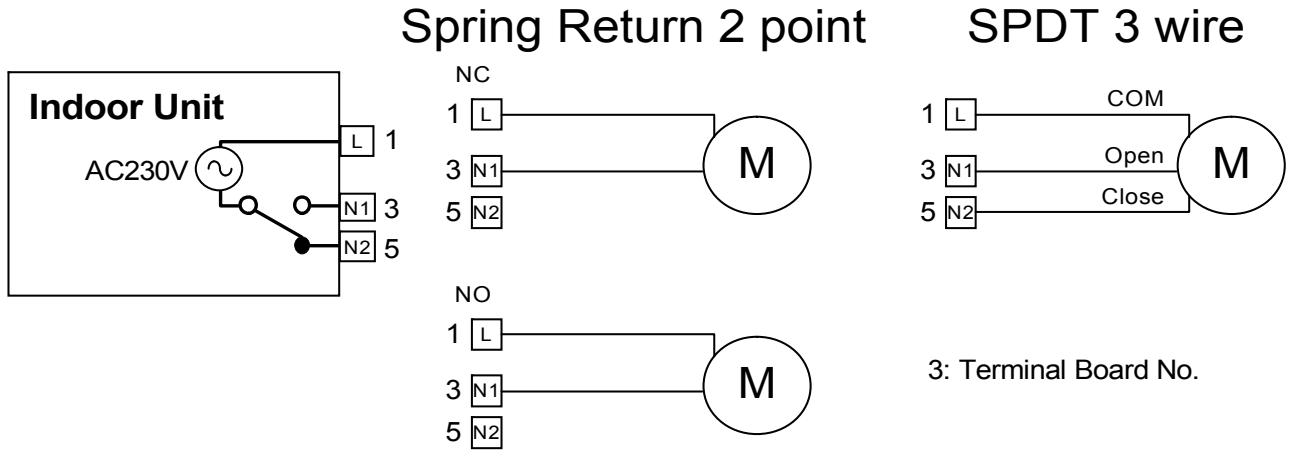 Spring Return 2 point
SPDT 3 wire
Indoor Unit
AC230V
L 1
N1 3
N2 5
NC
1 L
3 N1
5 N2
M
NO
1 L
3 N1
5 N2
M
1 L COM
3 N1 Open
5 N2 Close
M
3: Terminal Board No.